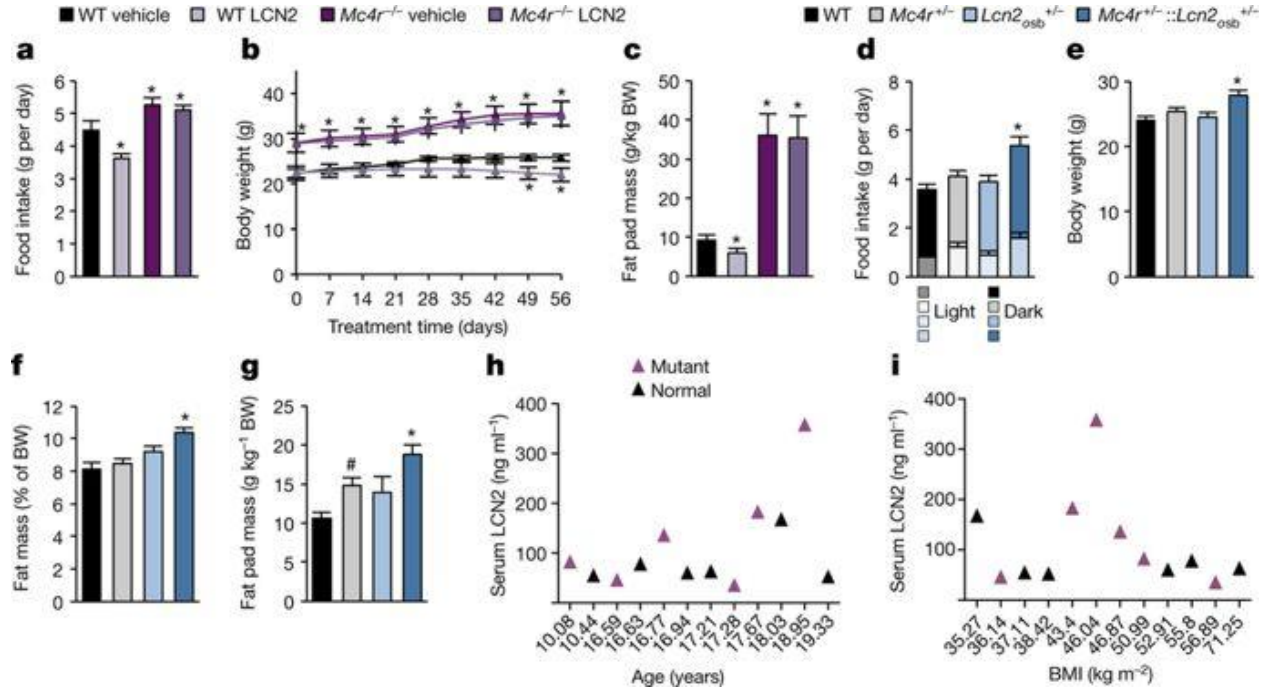 WT vehicle WT LCN2 Mc4r–/– vehicle Mc4r–/– LCN2
WT Mc4r+/– Lcn2osb+/– Mc4r+/– ::Lcn2osb+/–
a
Food intake (g per day)
6
5
4
3
2
1
0
* * *
b
Body weight (g)
40
30
20
10
0
* * * * * * * * *
* *
0 7 14 21 28 35 42 49 56
Treatment time (days)
c
Fat pad mass (g/kg BW)
50
40
30
20
10
0
* * *
d
Food intake (g per day)
8
6
4
2
0
*
Light Dark
e
Body weight (g)
30
20
10
0
*
f
Fat mass (% of BW)
12
10
8
6
4
2
0
*
g
Fat pad mass (g kg–1 BW)
25
20
15
10
5
0
# *
h
Mutant
Normal
Serum LCN2 (ng ml–1)
400
300
200
100
10.08 10.44 16.59 16.63 16.77 16.94 17.21 17.28 17.67 18.03 18.95 19.33
Age (years)
i
Serum LCN2 (ng ml–1)
400
300
200
100
35.27 36.14 37.11 38.42 43.4 46.04 46.87 50.99 52.91 55.8 56.89 71.25
BMI (kg m–2)